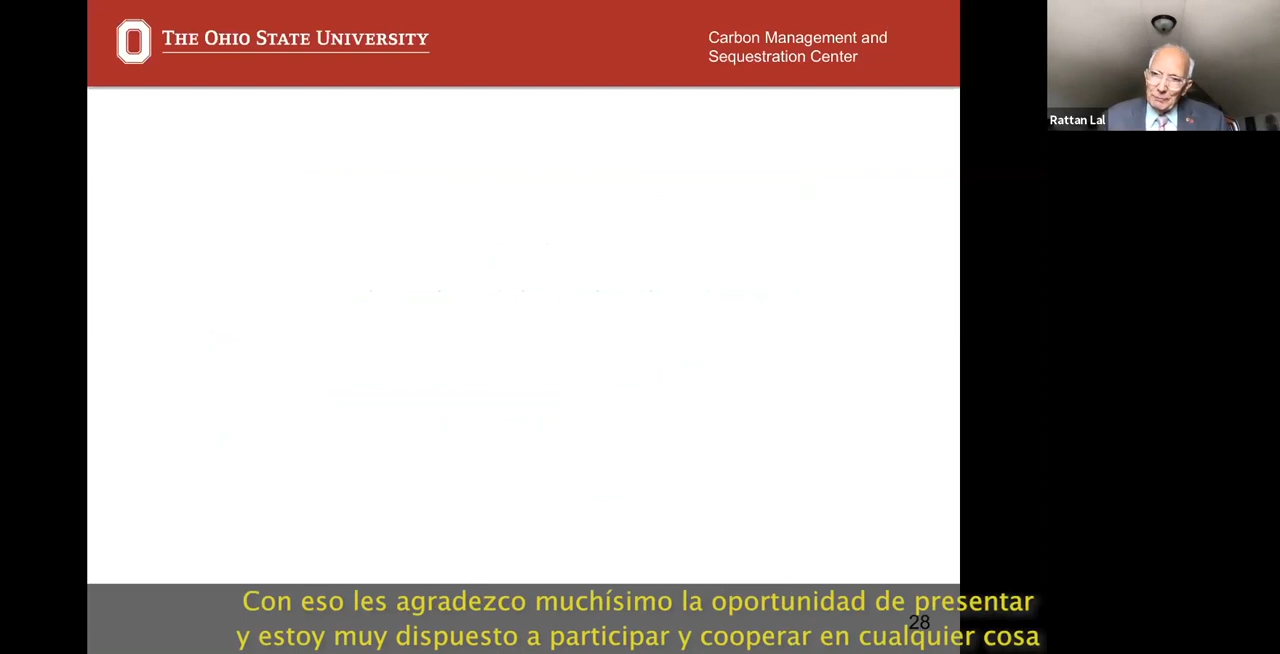 THE OHIO STATE UNIVERSITY
Carbon Management and
Sequestration Center
Rattan Lal
Con eso les agradezco muchísimo la oportunidad de presentar
28
y estoy muy dispuesto a participar y cooperar en cualquier cosa